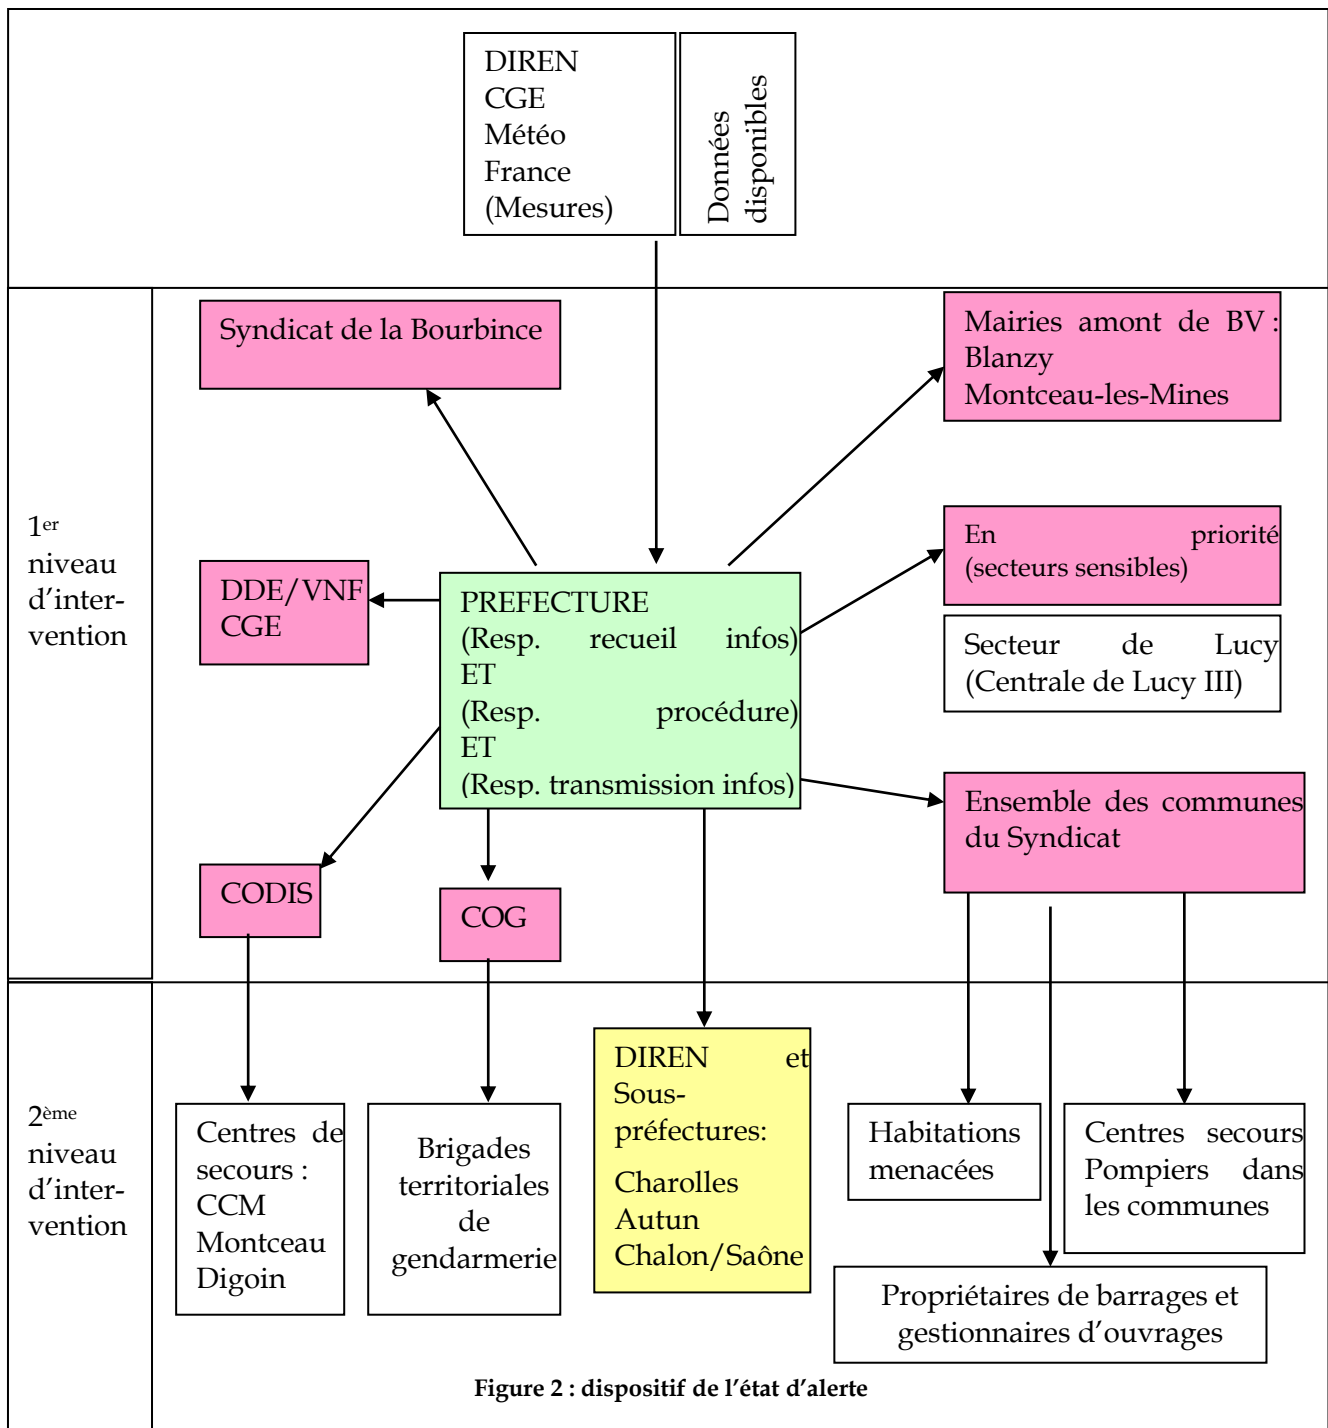 DIREN
CGE
Météo
France
(Mesures)
Données
disponibles
1er
niveau
d’inter-
vention
Syndicat de la Bourbince
Mairies amont de BV :
Blanzy
Montceau-les-Mines
En priorité
(secteurs sensibles)
Secteur de Lucy
(Centrale de Lucy III)
DDE/VNF
CGE
PREFECTURE
(Resp. recueil infos)
ET
(Resp. procédure)
ET
(Resp. transmission infos)
Ensemble des communes
du Syndicat
CODIS
COG
2ème
niveau
d’inter-
vention
Centres de
secours :
CCM
Montceau
Digoin
Brigades
territoriales
de
gendarmerie
DIREN et
Sous-
préfectures:
Charolles
Autun
Chalon/Saône
Habitations
menacées
Centres secours
Pompiers dans
les communes
Propriétaires de barrages et
gestionnaires d’ouvrages
Figure 2 : dispositif de l’état d’alerte